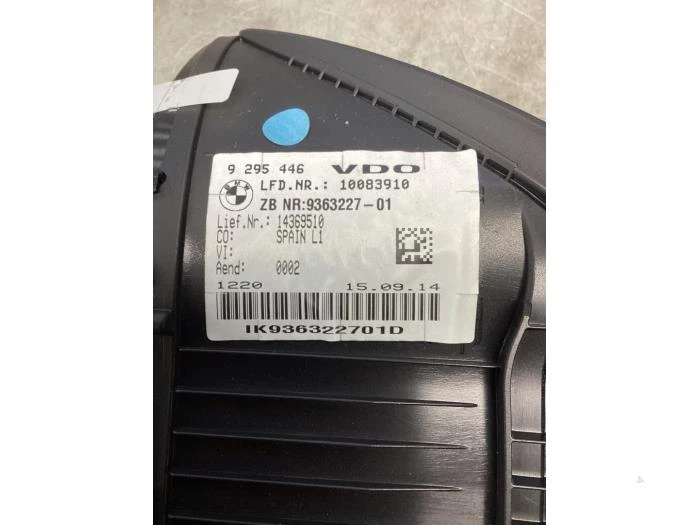 9 295 446 VDO
BMW
LFD.NR.: 10083910
ZB NR:9363227-01
Lief.Nr.: 14369510
CO: SPAIN L1
VI:
Aend: 0002
1220 15.09.14
IK936322701D